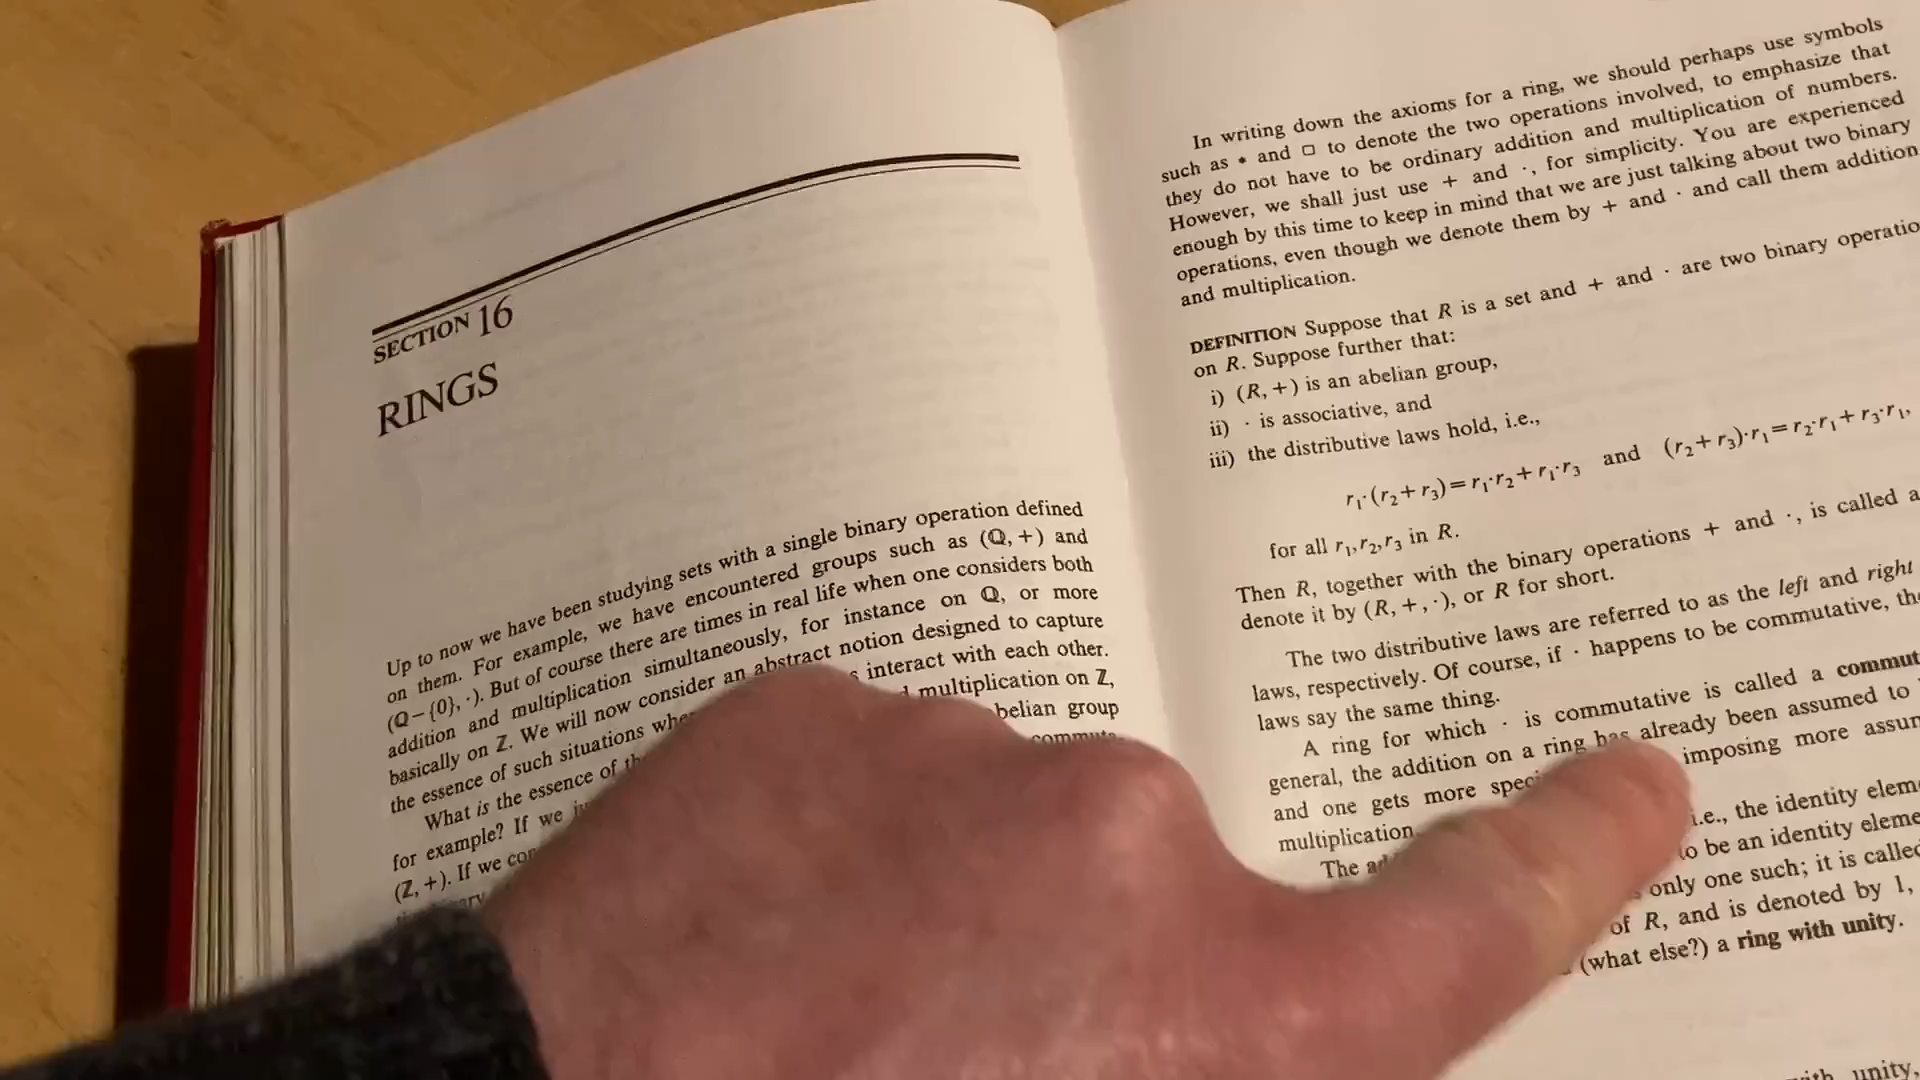 SECTION 16
RINGS
Up to now we have been studying sets with a single binary operation defined
on them. For example, we have encountered groups such as (ℚ, +) and
(ℚ−{0}, ·). But of course there are times in real life when one considers both
addition and multiplication simultaneously, for instance on ℚ, or more
basically on ℤ. We will now consider an abstract notion designed to capture
the essence of such situations interact with each other.
What is the essence of multiplication on ℤ,
for example? If we abelian group
(ℤ, +). If we
In writing down the axioms for a ring, we should perhaps use symbols
such as * and □ to denote the two operations involved, to emphasize that
they do not have to be ordinary addition and multiplication of numbers.
However, we shall just use + and ·, for simplicity. You are experienced
enough by this time to keep in mind that we are just talking about two binary
operations, even though we denote them by + and · and call them addition
and multiplication.
DEFINITION Suppose that R is a set and + and · are two binary
on R. Suppose further that:
i) (R, +) is an abelian group,
ii) · is associative, and
iii) the distributive laws hold, i.e.,
r₁·(r₂+r₃)=r₁·r₂+r₁·r₃ and (r₂+r₃)·r₁=r₂·r₁+r₃·r₁,
for all r₁,r₂,r₃ in R.
Then R, together with the binary operations + and ·, is called a
denote it by (R, +, ·), or R for short.
The two distributive laws are referred to as the left and right
laws, respectively. Of course, if · happens to be commutative,
laws say the same thing.
A ring for which · is commutative is called a
general, the addition on a ring has already been assumed to
and one gets more imposing more
multiplication
The i.e., the identity
to be an identity
only one such; it is called
of R, and is denoted by 1,
(what else?) a ring with unity.
unity,